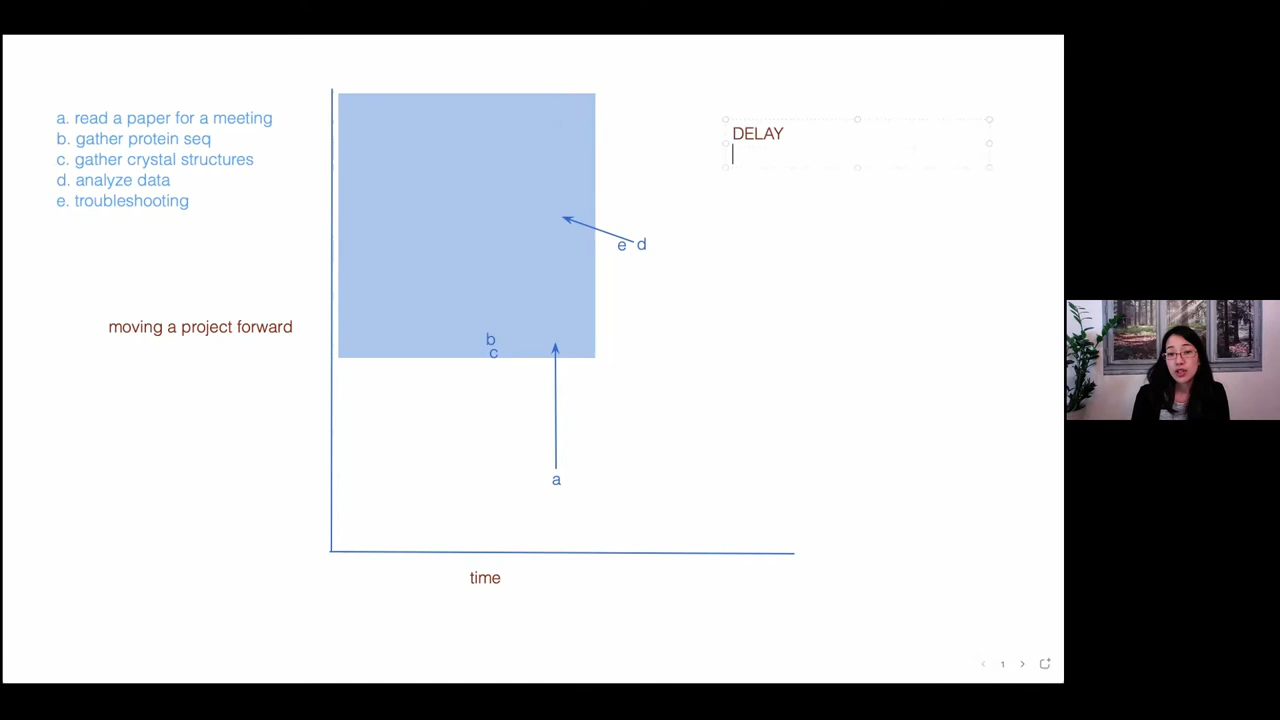 a. read a paper for a meeting
b. gather protein seq
c. gather crystal structures
d. analyze data
e. troubleshooting
DELAY
e d
moving a project forward
b
c
a
time
1